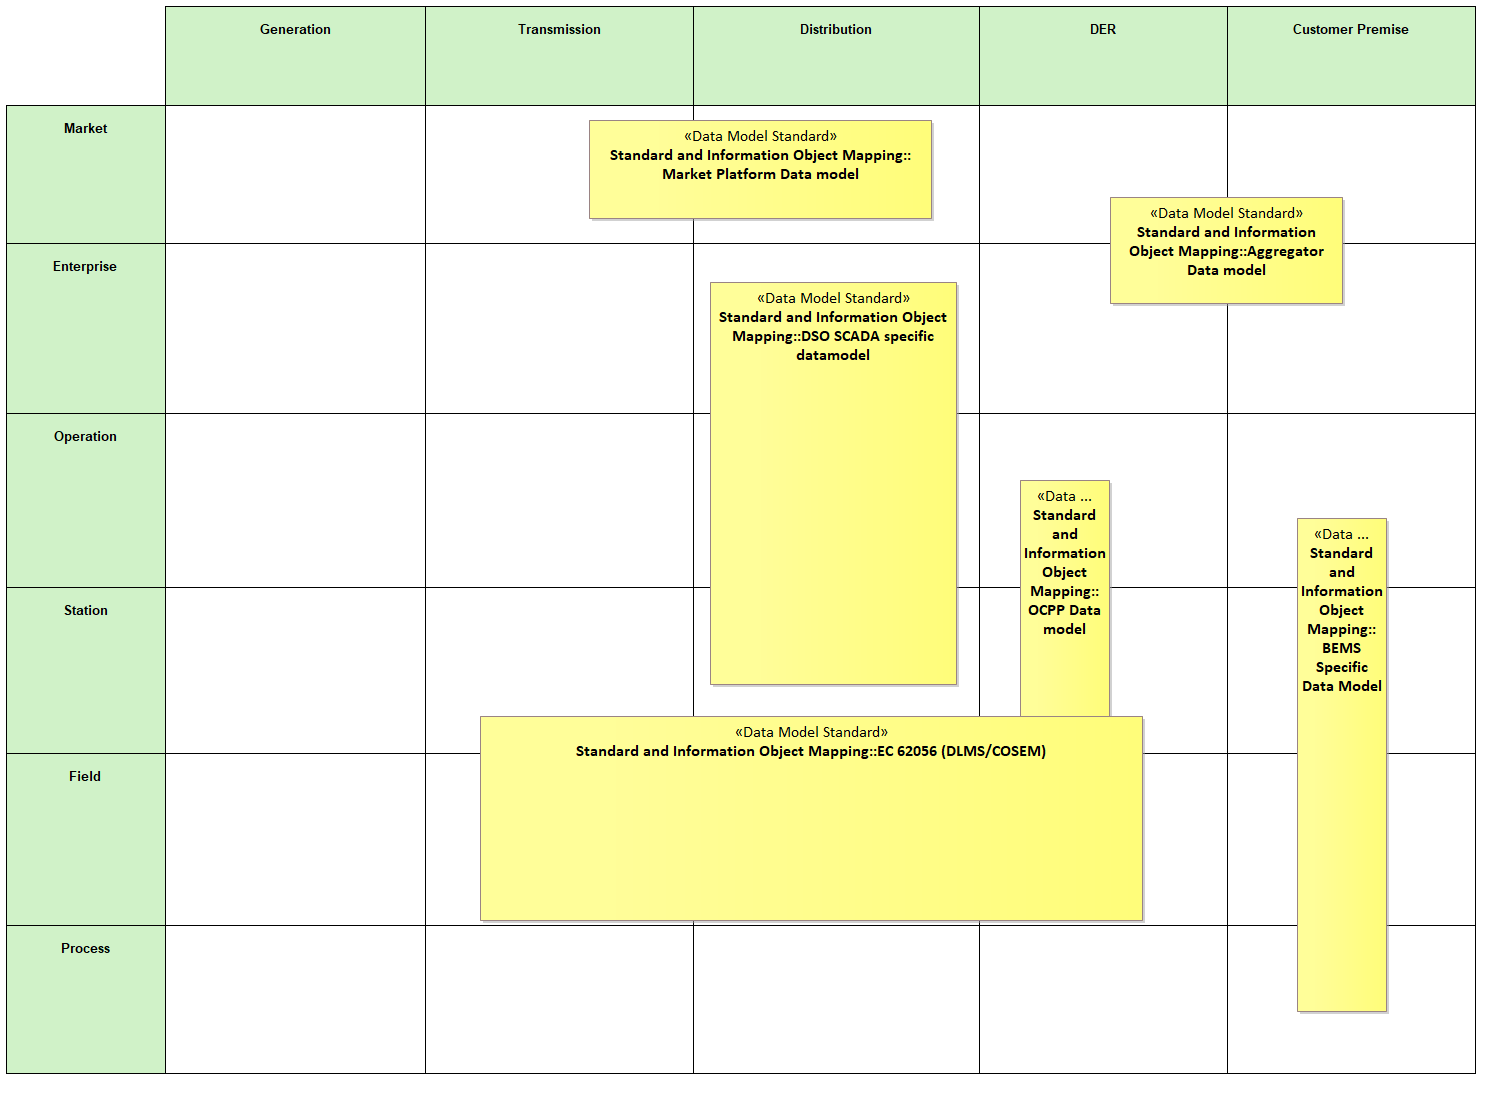 Generation
Transmission
Distribution
DER
Customer Premise
Market
«Data Model Standard»
Standard and Information Object Mapping::
Market Platform Data model
«Data Model Standard»
Standard and Information
Object Mapping::Aggregator
Data model
Enterprise
«Data Model Standard»
Standard and Information Object
Mapping::DSO SCADA specific
datamodel
Operation
«Data ...
Standard
and
Information
Object
Mapping::
OCPP Data
model
«Data ...
Standard
and
Information
Object
Mapping::
BEMS
Specific
Data Model
Station
«Data Model Standard»
Standard and Information Object Mapping::EC 62056 (DLMS/COSEM)
Field
Process